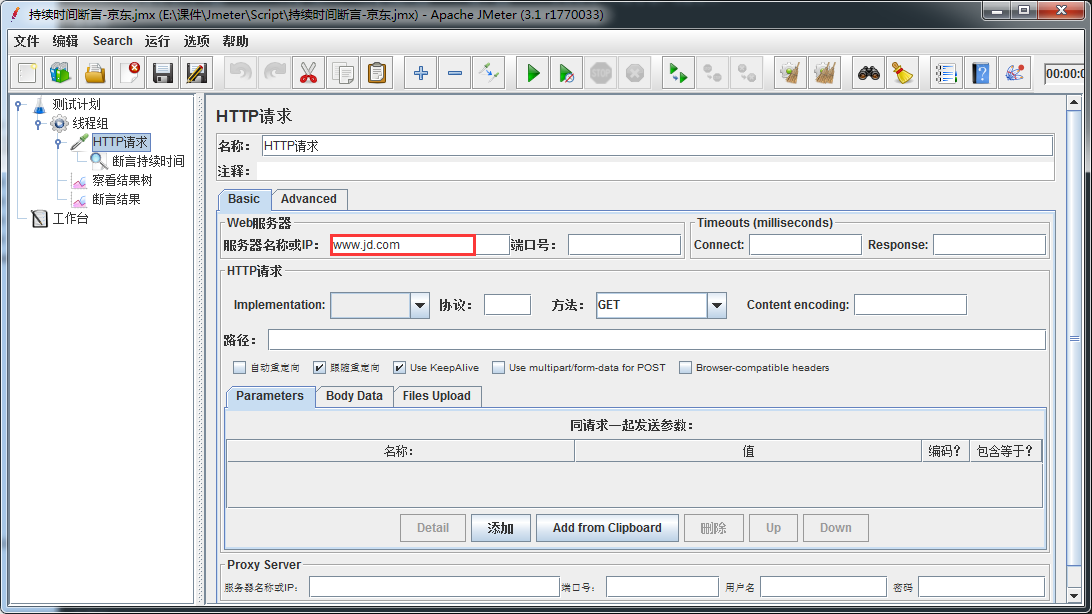 持续时间断言-京东.jmx (E:\课件\Jmeter\Script\持续时间断言-京东.jmx) - Apache JMeter (3.1 r1770033)
文件 编辑 Search 运行 选项 帮助
STOP
00:00:0
测试计划
线程组
HTTP请求
断言持续时间
察看结果树
断言结果
工作台
HTTP请求
名称: HTTP请求
注释:
Basic Advanced
Web服务器
服务器名称或IP: www.jd.com 端口号:
Timeouts (milliseconds)
Connect: Response:
HTTP请求
Implementation: 协议: 方法: GET Content encoding:
路径:
自动重定向 跟随重定向 Use KeepAlive Use multipart/form-data for POST Browser-compatible headers
Parameters Body Data Files Upload
同请求一起发送参数:
名称: 值 编码? 包含等于?
Detail 添加 Add from Clipboard 删除 Up Down
Proxy Server
服务器名称或IP: 端口号: 用户名 密码